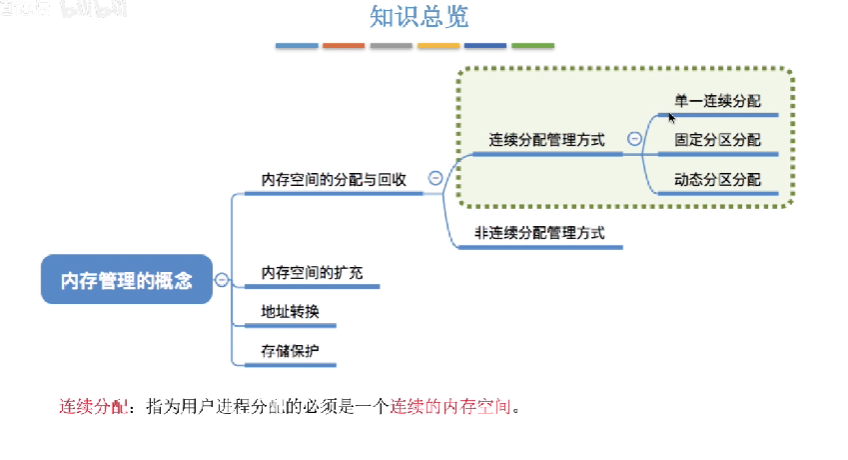 知识总览
单一连续分配
连续分配管理方式
固定分区分配
内存空间的分配与回收
动态分区分配
非连续分配管理方式
内存空间的扩充
内存管理的概念
地址转换
存储保护
连续分配：指为用户进程分配的必须是一个连续的内存空间。